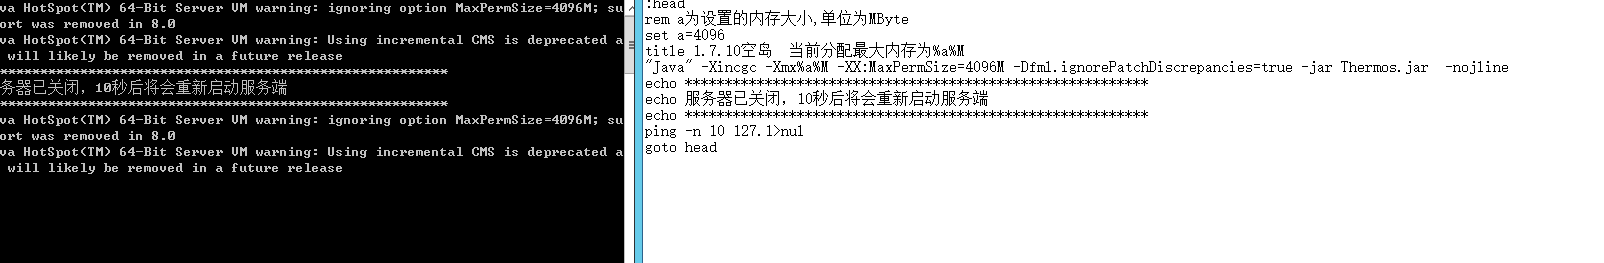 va HotSpot(TM) 64-Bit Server VM warning: ignoring option MaxPermSize=4096M; su
ort was removed in 8.0
va HotSpot(TM) 64-Bit Server VM warning: Using incremental CMS is deprecated a
 will likely be removed in a future release
********************************************************
务器已关闭，10秒后将会重新启动服务端
********************************************************
va HotSpot(TM) 64-Bit Server VM warning: ignoring option MaxPermSize=4096M; su
ort was removed in 8.0
va HotSpot(TM) 64-Bit Server VM warning: Using incremental CMS is deprecated a
 will likely be removed in a future release
:head
rem a为设置的内存大小,单位为MByte
set a=4096
title 1.7.10空岛  当前分配最大内存为%a%M
"Java" -Xincgc -Xmx%a%M -XX:MaxPermSize=4096M -Dfml.ignorePatchDiscrepancies=true -jar Thermos.jar  -nojline
echo **********************************************************
echo 服务器已关闭，10秒后将会重新启动服务端
echo **********************************************************
ping -n 10 127.1>nul
goto head